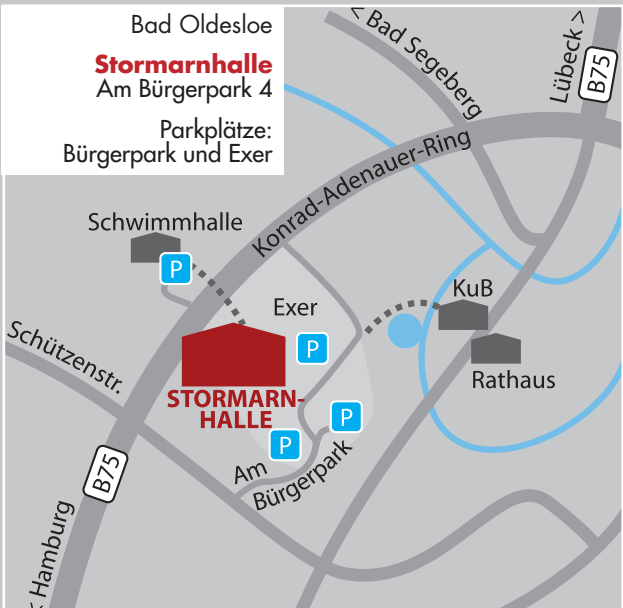 Bad Oldesloe
Stormarnhalle
Am Bürgerpark 4
Parkplätze:
Bürgerpark und Exer
< Bad Segeberg
Lübeck >
B75
Konrad-Adenauer-Ring
Schwimmhalle
P
Exer
KuB
P
Schützenstr.
Rathaus
STORMARN-
HALLE
P
P
Am
Bürgerpark
B75
< Hamburg